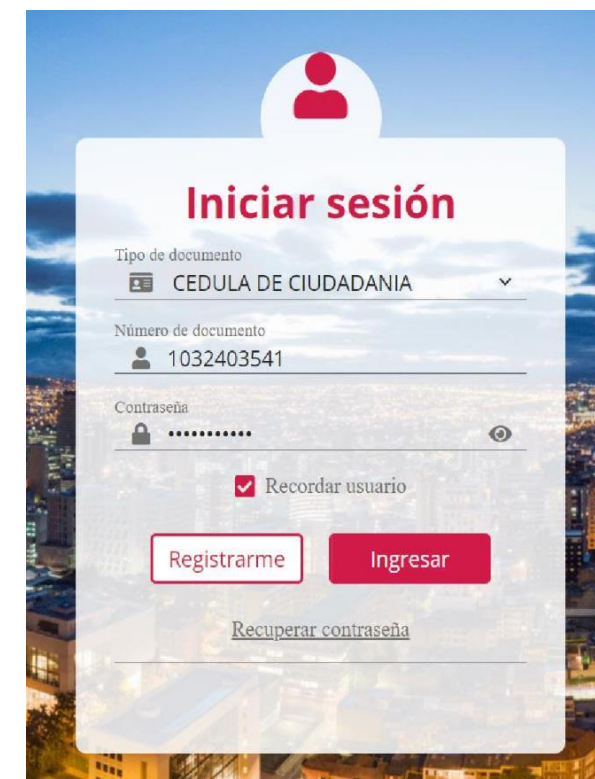 Iniciar sesión
Tipo de documento
CEDULA DE CIUDADANIA
Número de documento
1032403541
Contraseña
•••••••••••
Recordar usuario
Registrarme Ingresar
Recuperar contraseña